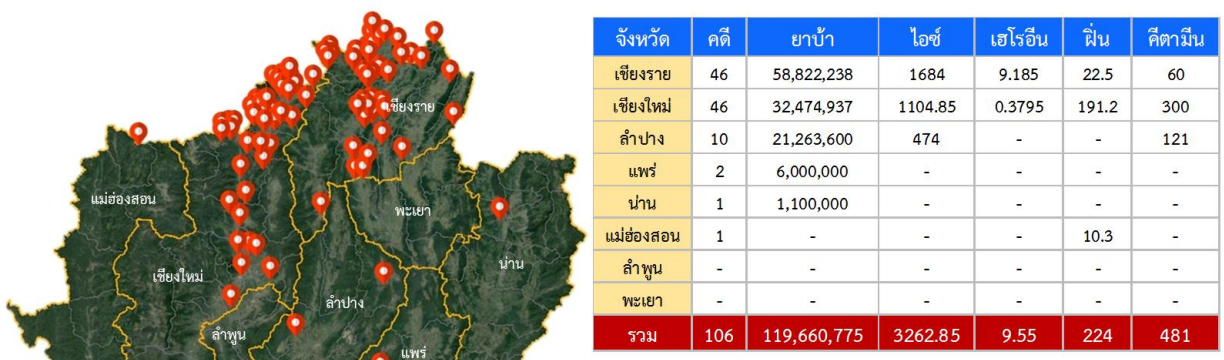 เชียงราย
แม่ฮ่องสอน
พะเยา
น่าน
เชียงใหม่
ลำปาง
ลำพูน
แพร่
จังหวัด คดี ยาบ้า ไอซ์ เฮโรอีน ฝิ่น คีตามีน
เชียงราย 46 58,822,238 1684 9.185 22.5 60
เชียงใหม่ 46 32,474,937 1104.85 0.3795 191.2 300
ลำปาง 10 21,263,600 474 - - 121
แพร่ 2 6,000,000 - - - -
น่าน 1 1,100,000 - - - -
แม่ฮ่องสอน 1 - - - 10.3 -
ลำพูน - - - - - -
พะเยา - - - - - -
รวม 106 119,660,775 3262.85 9.55 224 481